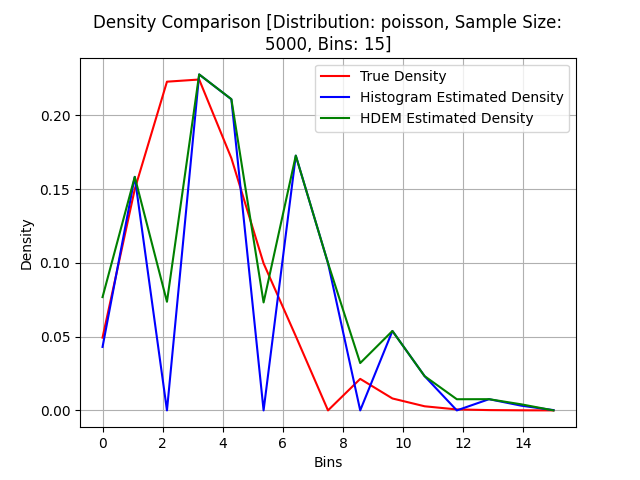 Density Comparison [Distribution: poisson, Sample Size:
5000, Bins: 15]
True Density
Histogram Estimated Density
HDEM Estimated Density
Density
0.20
0.15
0.10
0.05
0.00
0 2 4 6 8 10 12 14
Bins